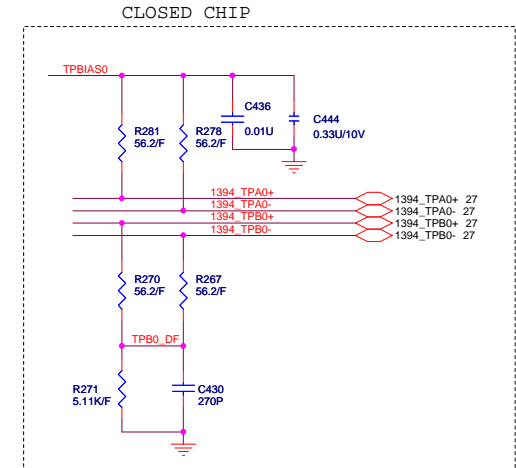 CLOSED CHIP
TPBIAS0
R281
56.2/F
R278
56.2/F
C436
0.01U
C444
0.33U/10V
1394_TPA0+
1394_TPA0-
1394_TPB0+
1394_TPB0-
1394_TPA0+ 27
1394_TPA0- 27
1394_TPB0+ 27
1394_TPB0- 27
R270
56.2/F
R267
56.2/F
TPB0_DF
R271
5.11K/F
C430
270P